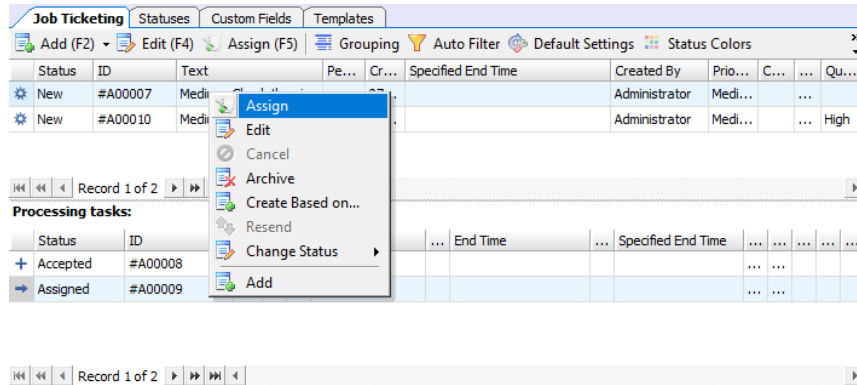 Job Ticketing Statuses Custom Fields Templates
Add (F2) Edit (F4) Assign (F5) Grouping Auto Filter Default Settings Status Colors
Status ID Text Pe... Cr... Specified End Time Created By Prio... C... ... Qu...
New #A00007 Administrator Medi... ...
New #A00010 Administrator Medi... ... High
Assign
Edit
Cancel
Archive
Create Based on...
Resend
Change Status
Add
Record 1 of 2
Processing tasks:
Status ID ... End Time ... Specified End Time ... ... ... ... ...
Accepted #A00008 ... ...
Assigned #A00009 ... ...
Record 1 of 2